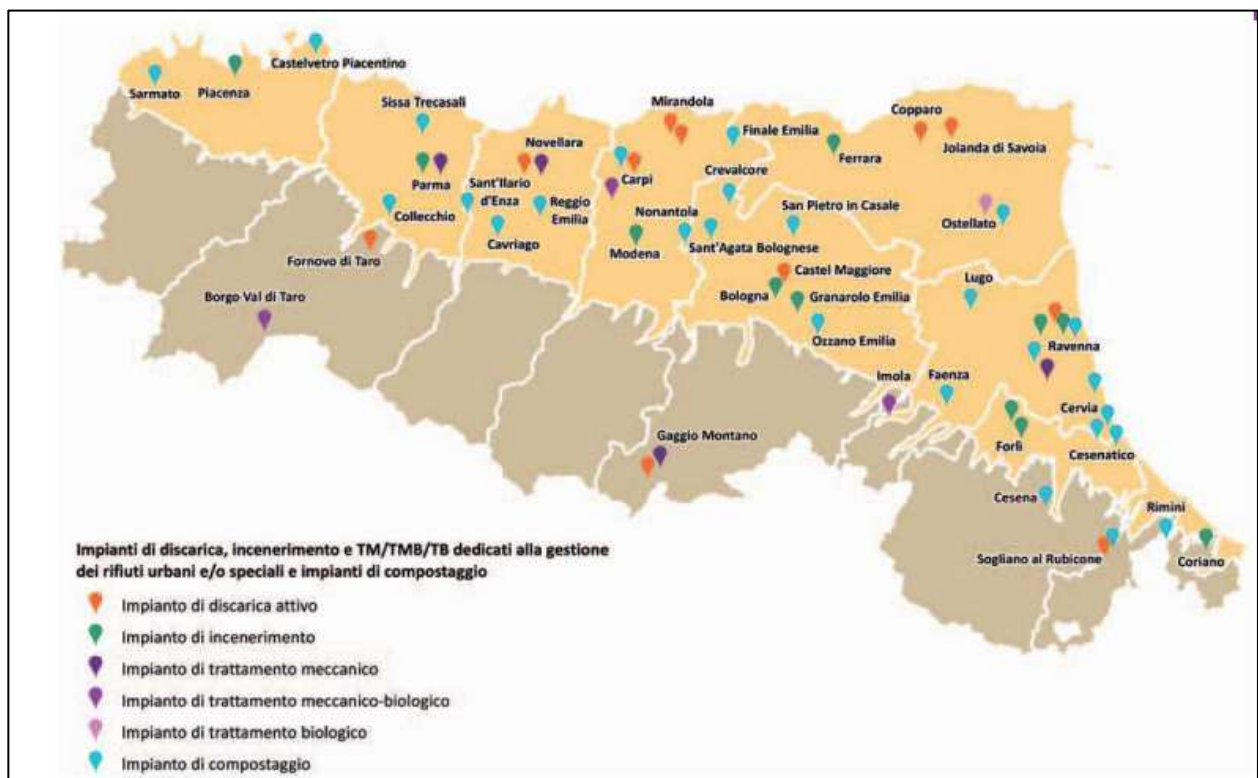 Castelvetro Piacentino
Sarmato
Piacenza
Sissa Trecasali
Mirandola
Copparo
Novellara
Finale Emilia
Ferrara
Jolanda di Savoia
Parma
Sant'Ilario
d'Enza
Reggio
Emilia
Carpi
Crevalcore
Collecchio
Cavriago
Nonantola
San Pietro in Casale
Ostellato
Modena
Sant'Agata Bolognese
Fornovo di Taro
Castel Maggiore
Lugo
Borgo Val di Taro
Bologna
Granarolo Emilia
Ozzano Emilia
Ravenna
Imola
Faenza
Cervia
Gaggio Montano
Forlì
Cesenatico
Cesena
Rimini
Sogliano al Rubicone
Coriano
Impianti di discarica, incenerimento e TM/TMB/TB dedicati alla gestione
dei rifiuti urbani e/o speciali e impianti di compostaggio
Impianto di discarica attivo
Impianto di incenerimento
Impianto di trattamento meccanico
Impianto di trattamento meccanico-biologico
Impianto di trattamento biologico
Impianto di compostaggio